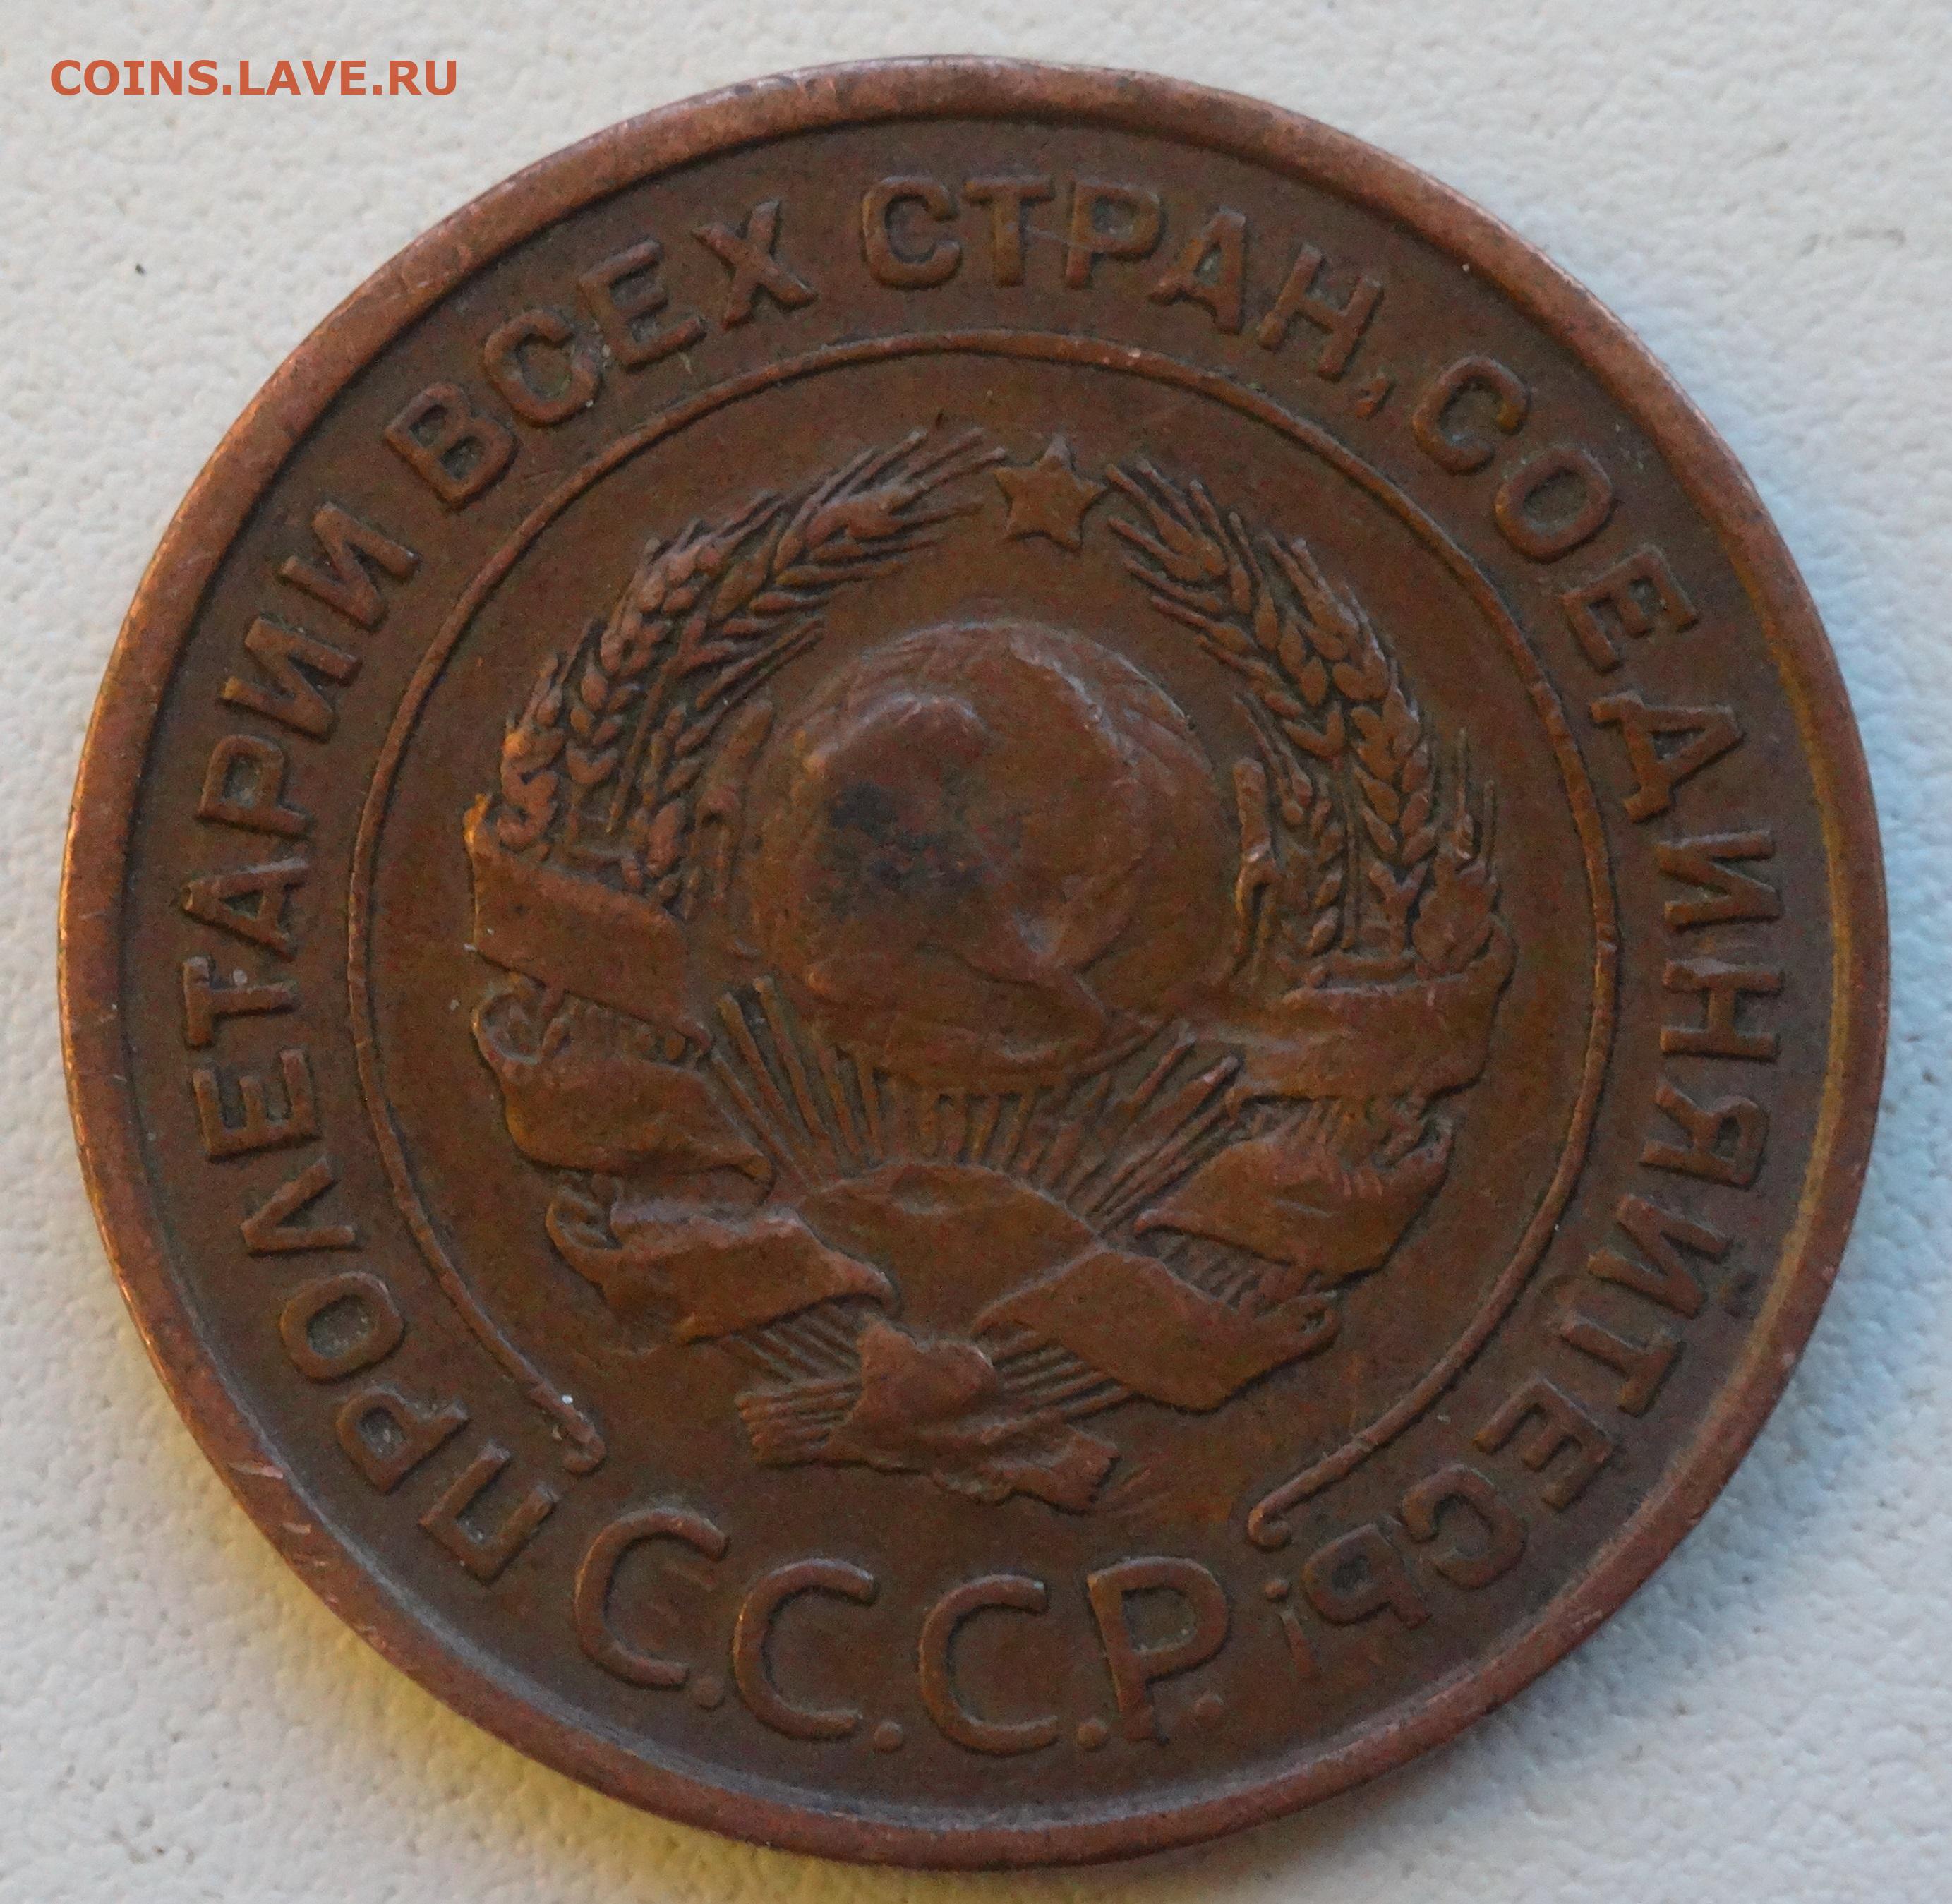 COINS.LAVE.RU
ПРОЛЕТАРИИ ВСЕХ СТРАН, СОЕДИНЯЙТЕСЬ!
С.С.С.Р.